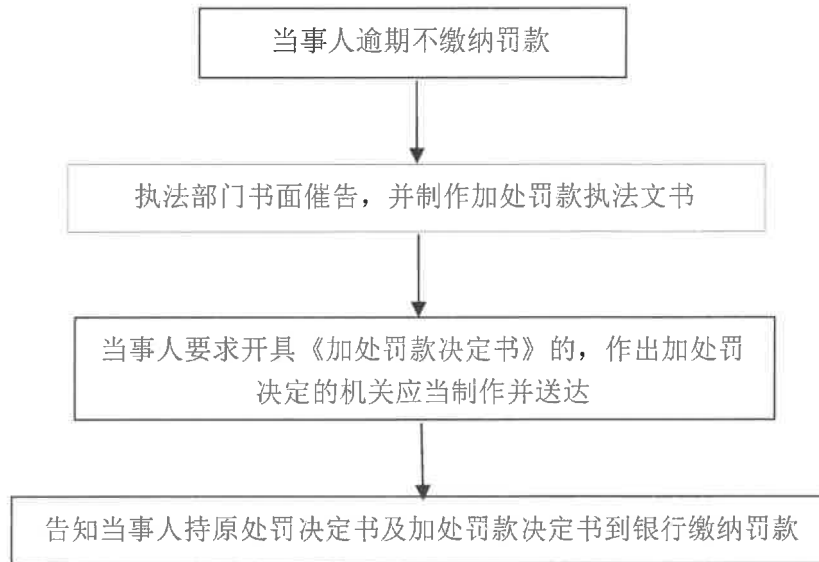 当事人逾期不缴纳罚款
执法部门书面催告，并制作加处罚款执法文书
当事人要求开具《加处罚款决定书》的，作出加处罚
决定的机关应当制作并送达
告知当事人持原处罚决定书及加处罚款决定书到银行缴纳罚款